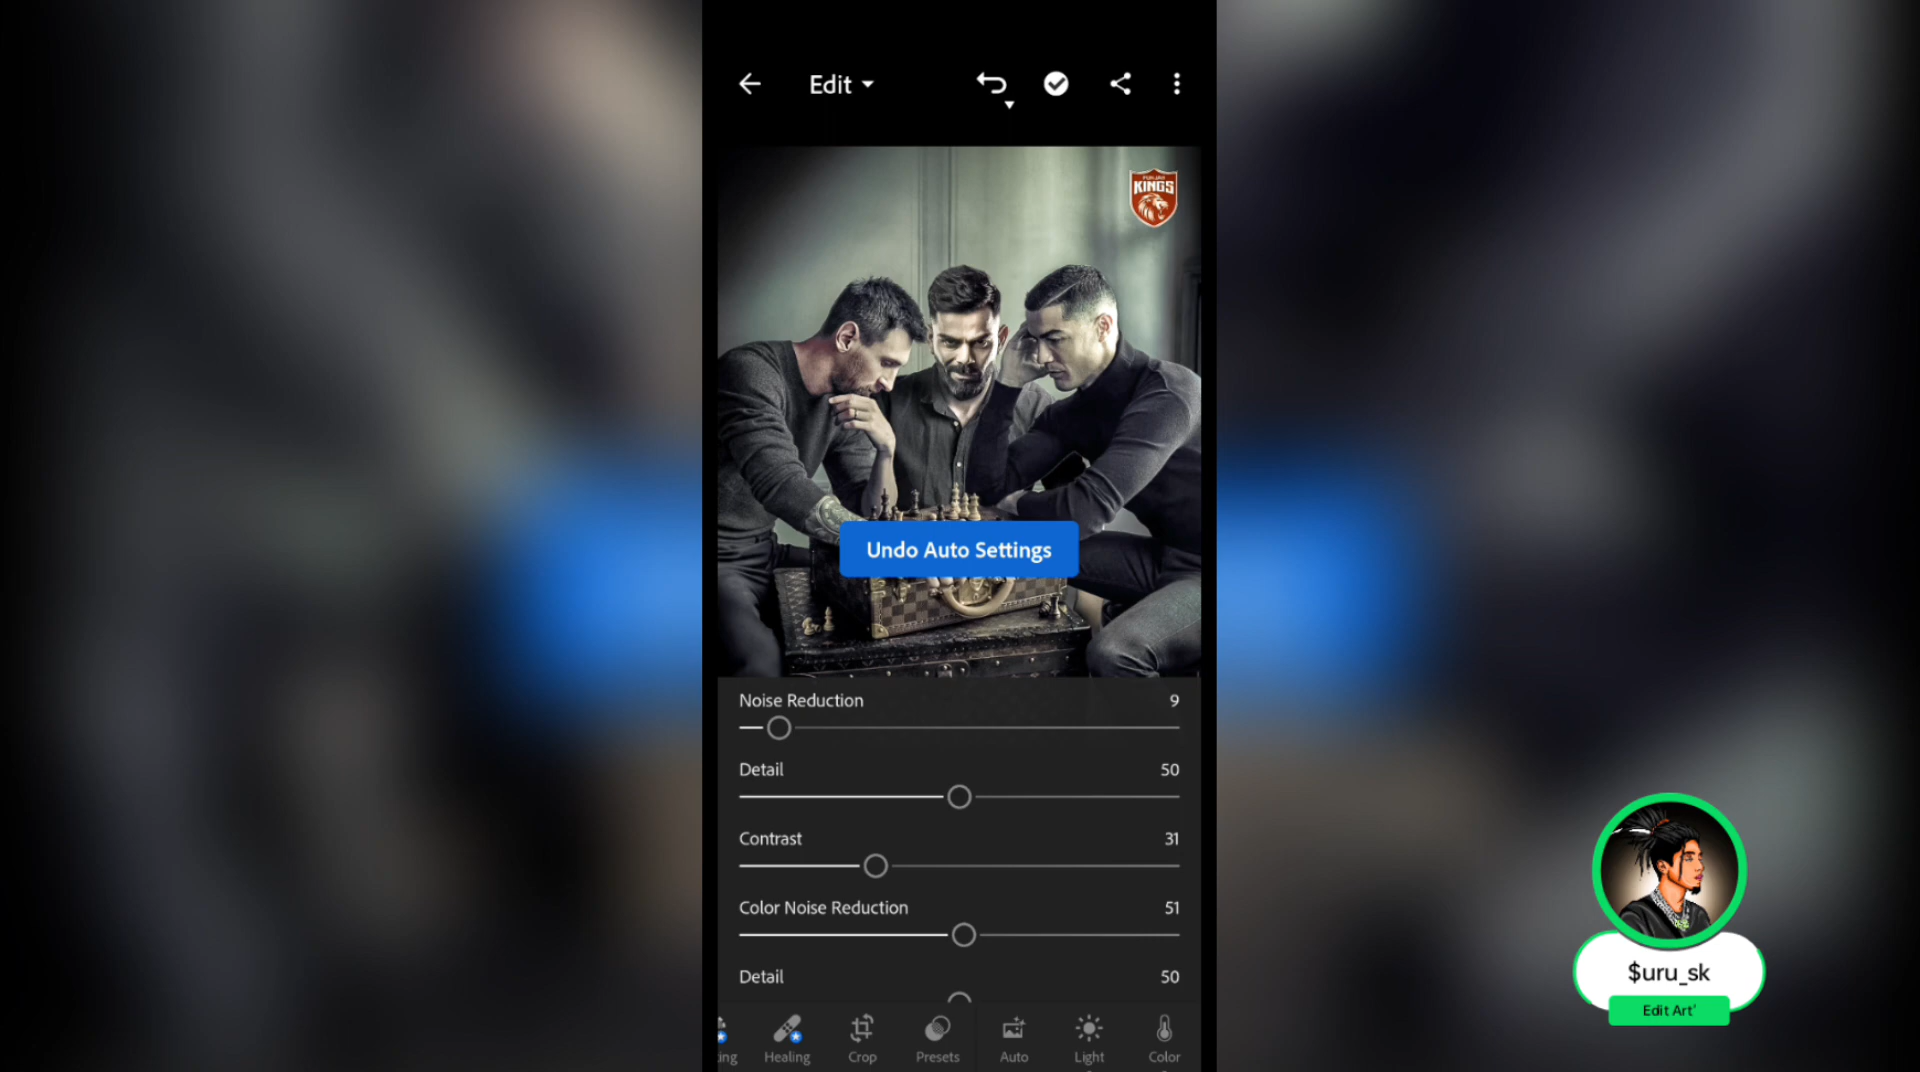 Edit
PUNJAB
KINGS
Undo Auto Settings
Noise Reduction 9
Detail 50
Contrast 31
Color Noise Reduction 51
Detail 50
ing Healing Crop Presets Auto Light Color
$uru_sk
Edit Art'